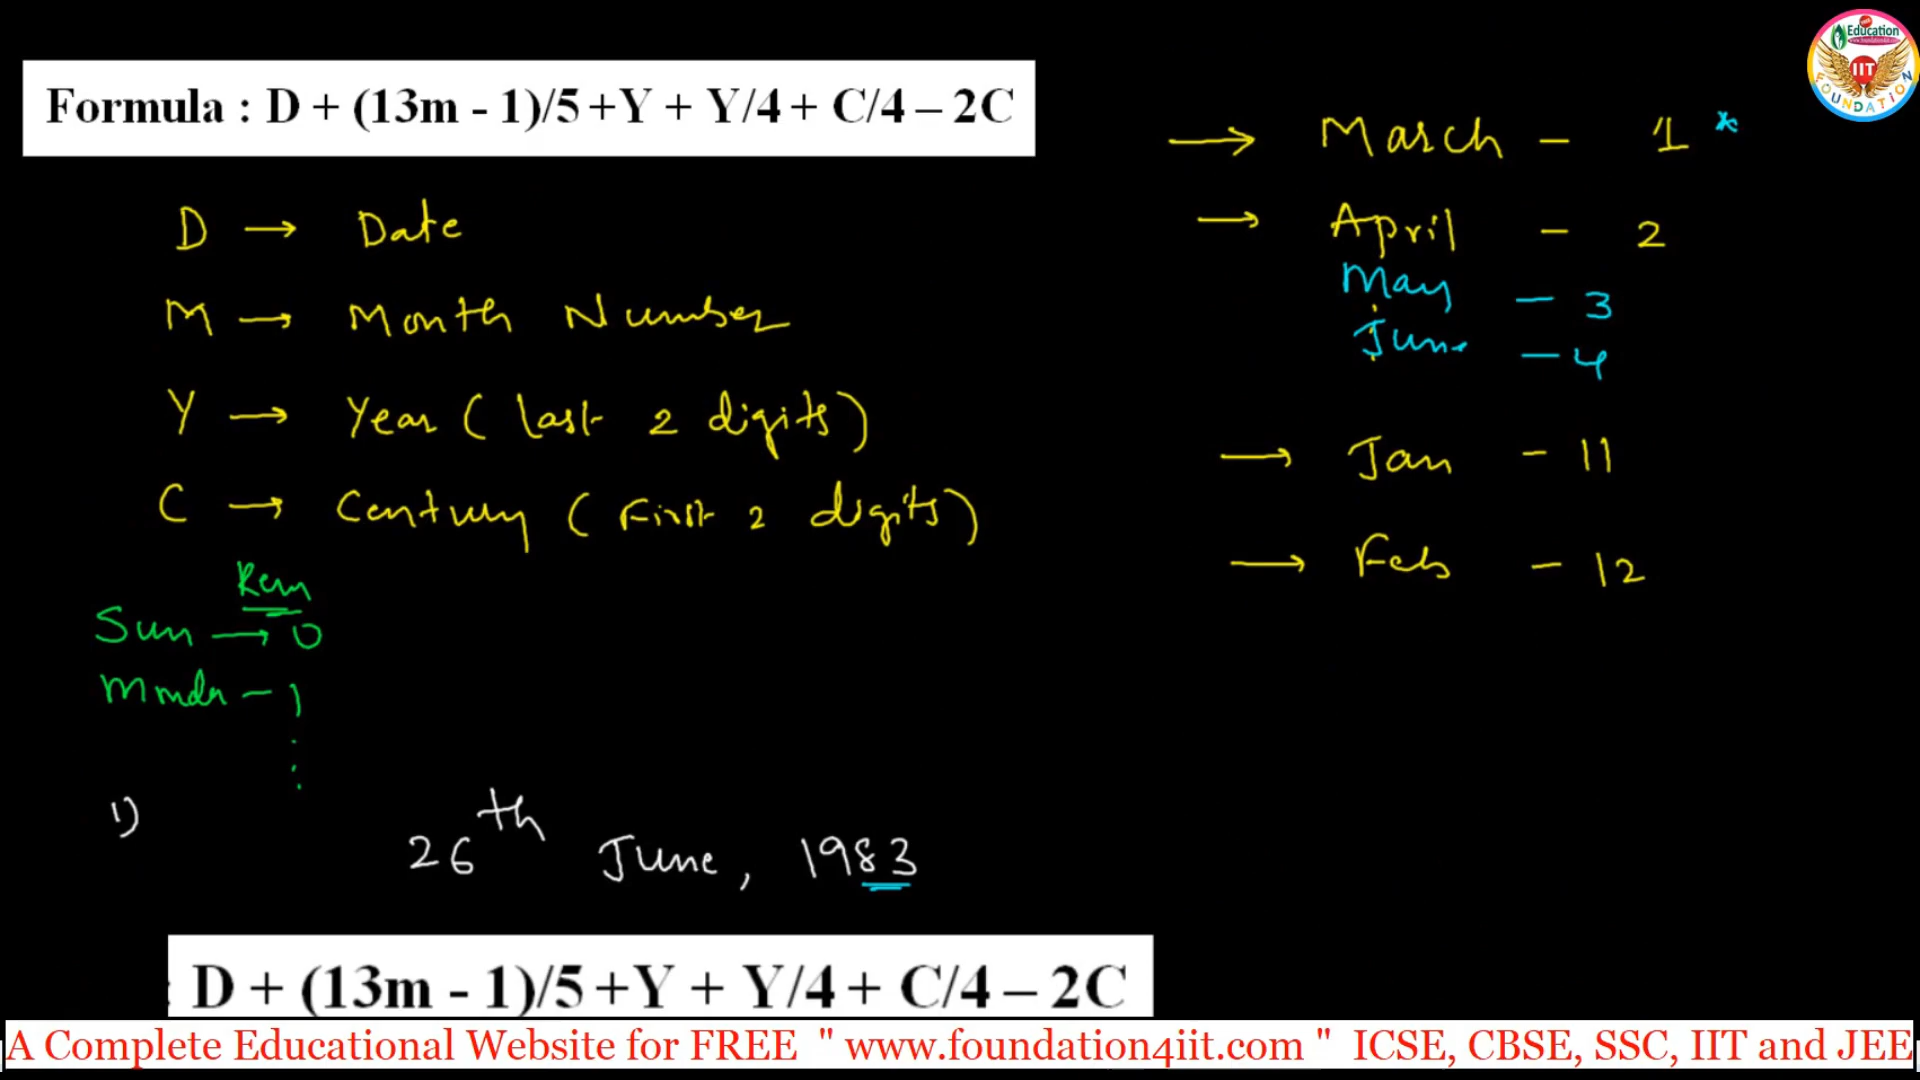 Formula : D + (13m - 1)/5 +Y + Y/4 + C/4 – 2C
D → Date
M → Month Number
Y → Year ( last 2 digits)
C → Century ( First 2 digits)
Rem
Sun → 0
Monda - 1
→ March - 1 *
→ April - 2
May - 3
June - 4
→ Jan - 11
→ Feb - 12
1)
26th June, 1983
D + (13m - 1)/5 +Y + Y/4 + C/4 – 2C
Education
IIT
FOUNDATION
A Complete Educational Website for FREE " www.foundation4iit.com " ICSE, CBSE, SSC, IIT and JEE